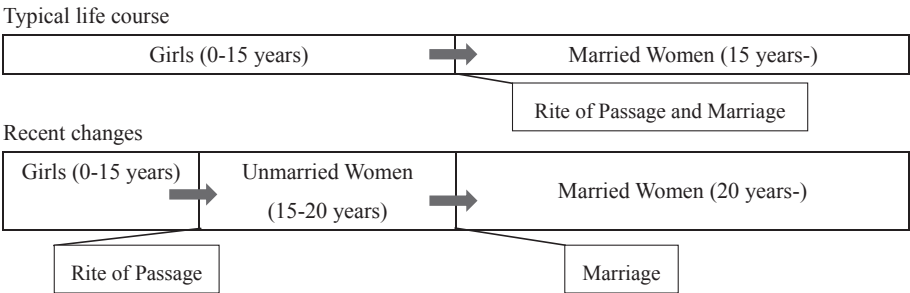 Typical life course
Girls (0-15 years)
Married Women (15 years-)
Rite of Passage and Marriage
Recent changes
Girls (0-15 years)
Unmarried Women
(15-20 years)
Married Women (20 years-)
Rite of Passage
Marriage